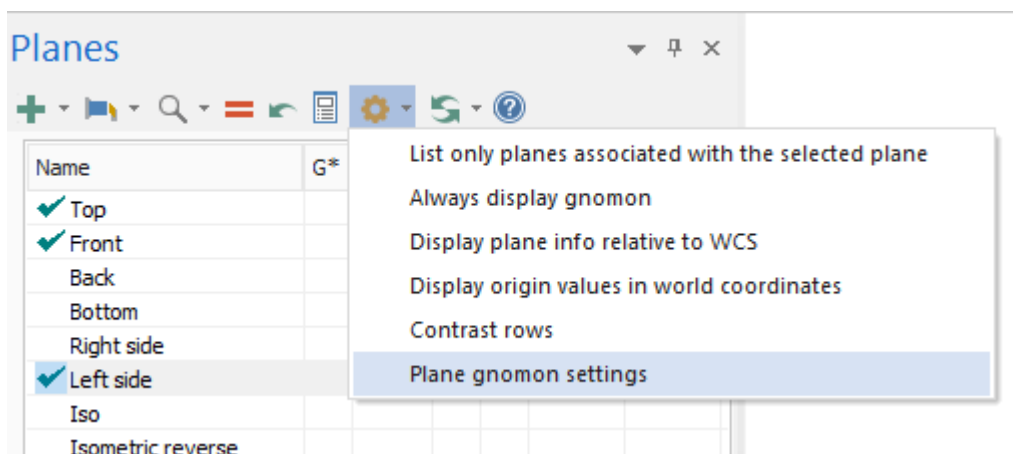 Planes
Name G*
Top
Front
Back
Bottom
Right side
Left side
Iso
Isometric reverse
List only planes associated with the selected plane
Always display gnomon
Display plane info relative to WCS
Display origin values in world coordinates
Contrast rows
Plane gnomon settings